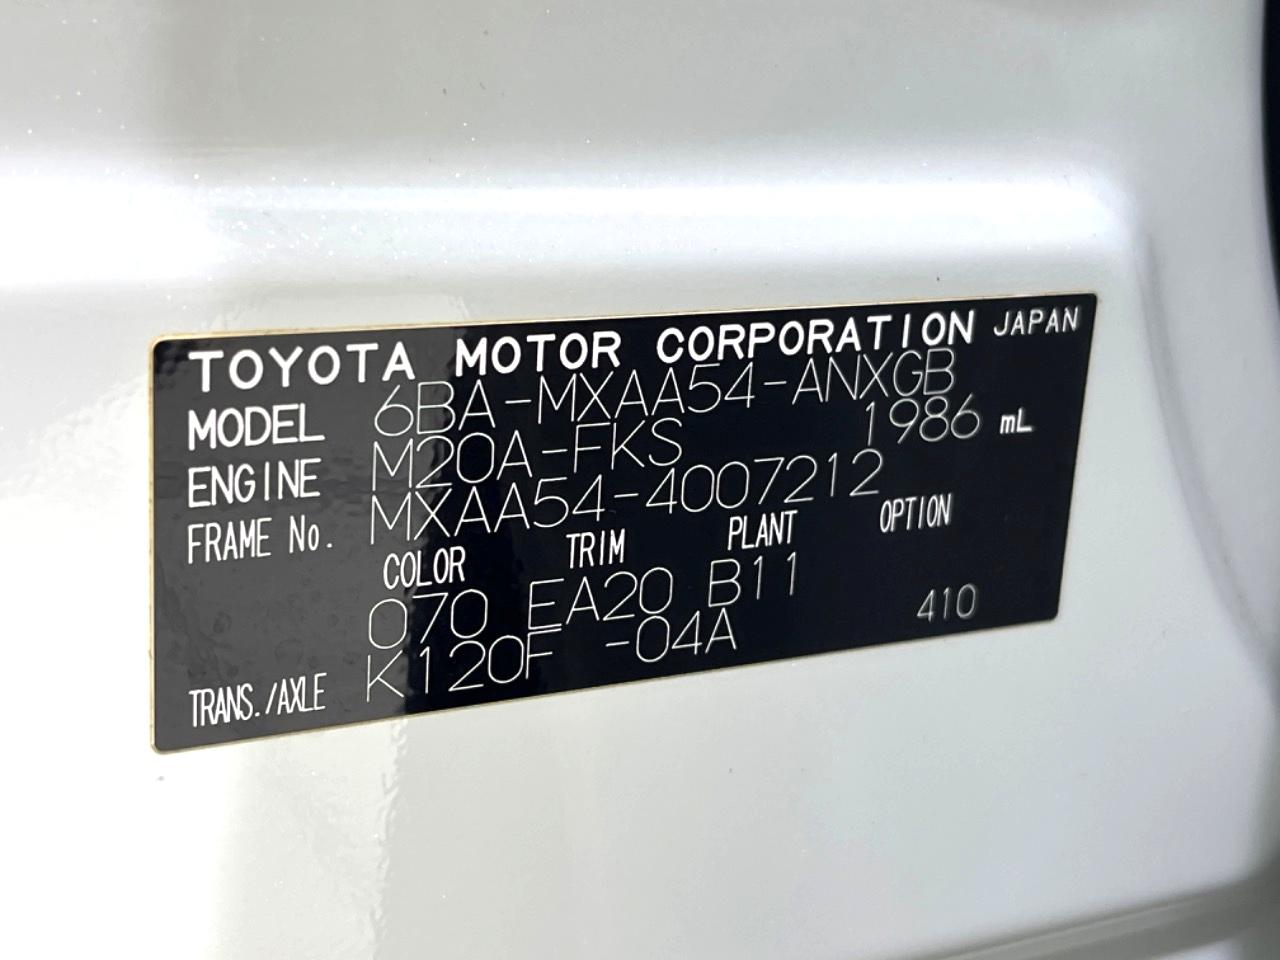 TOYOTA MOTOR CORPORATION JAPAN
MODEL 6BA-MXAA54-ANXGB
ENGINE M20A-FKS 1986 mL
FRAME No. MXAA54-4007212
COLOR TRIM PLANT OPTION
070 EA20 B11
TRANS./AXLE K120F -04A 410